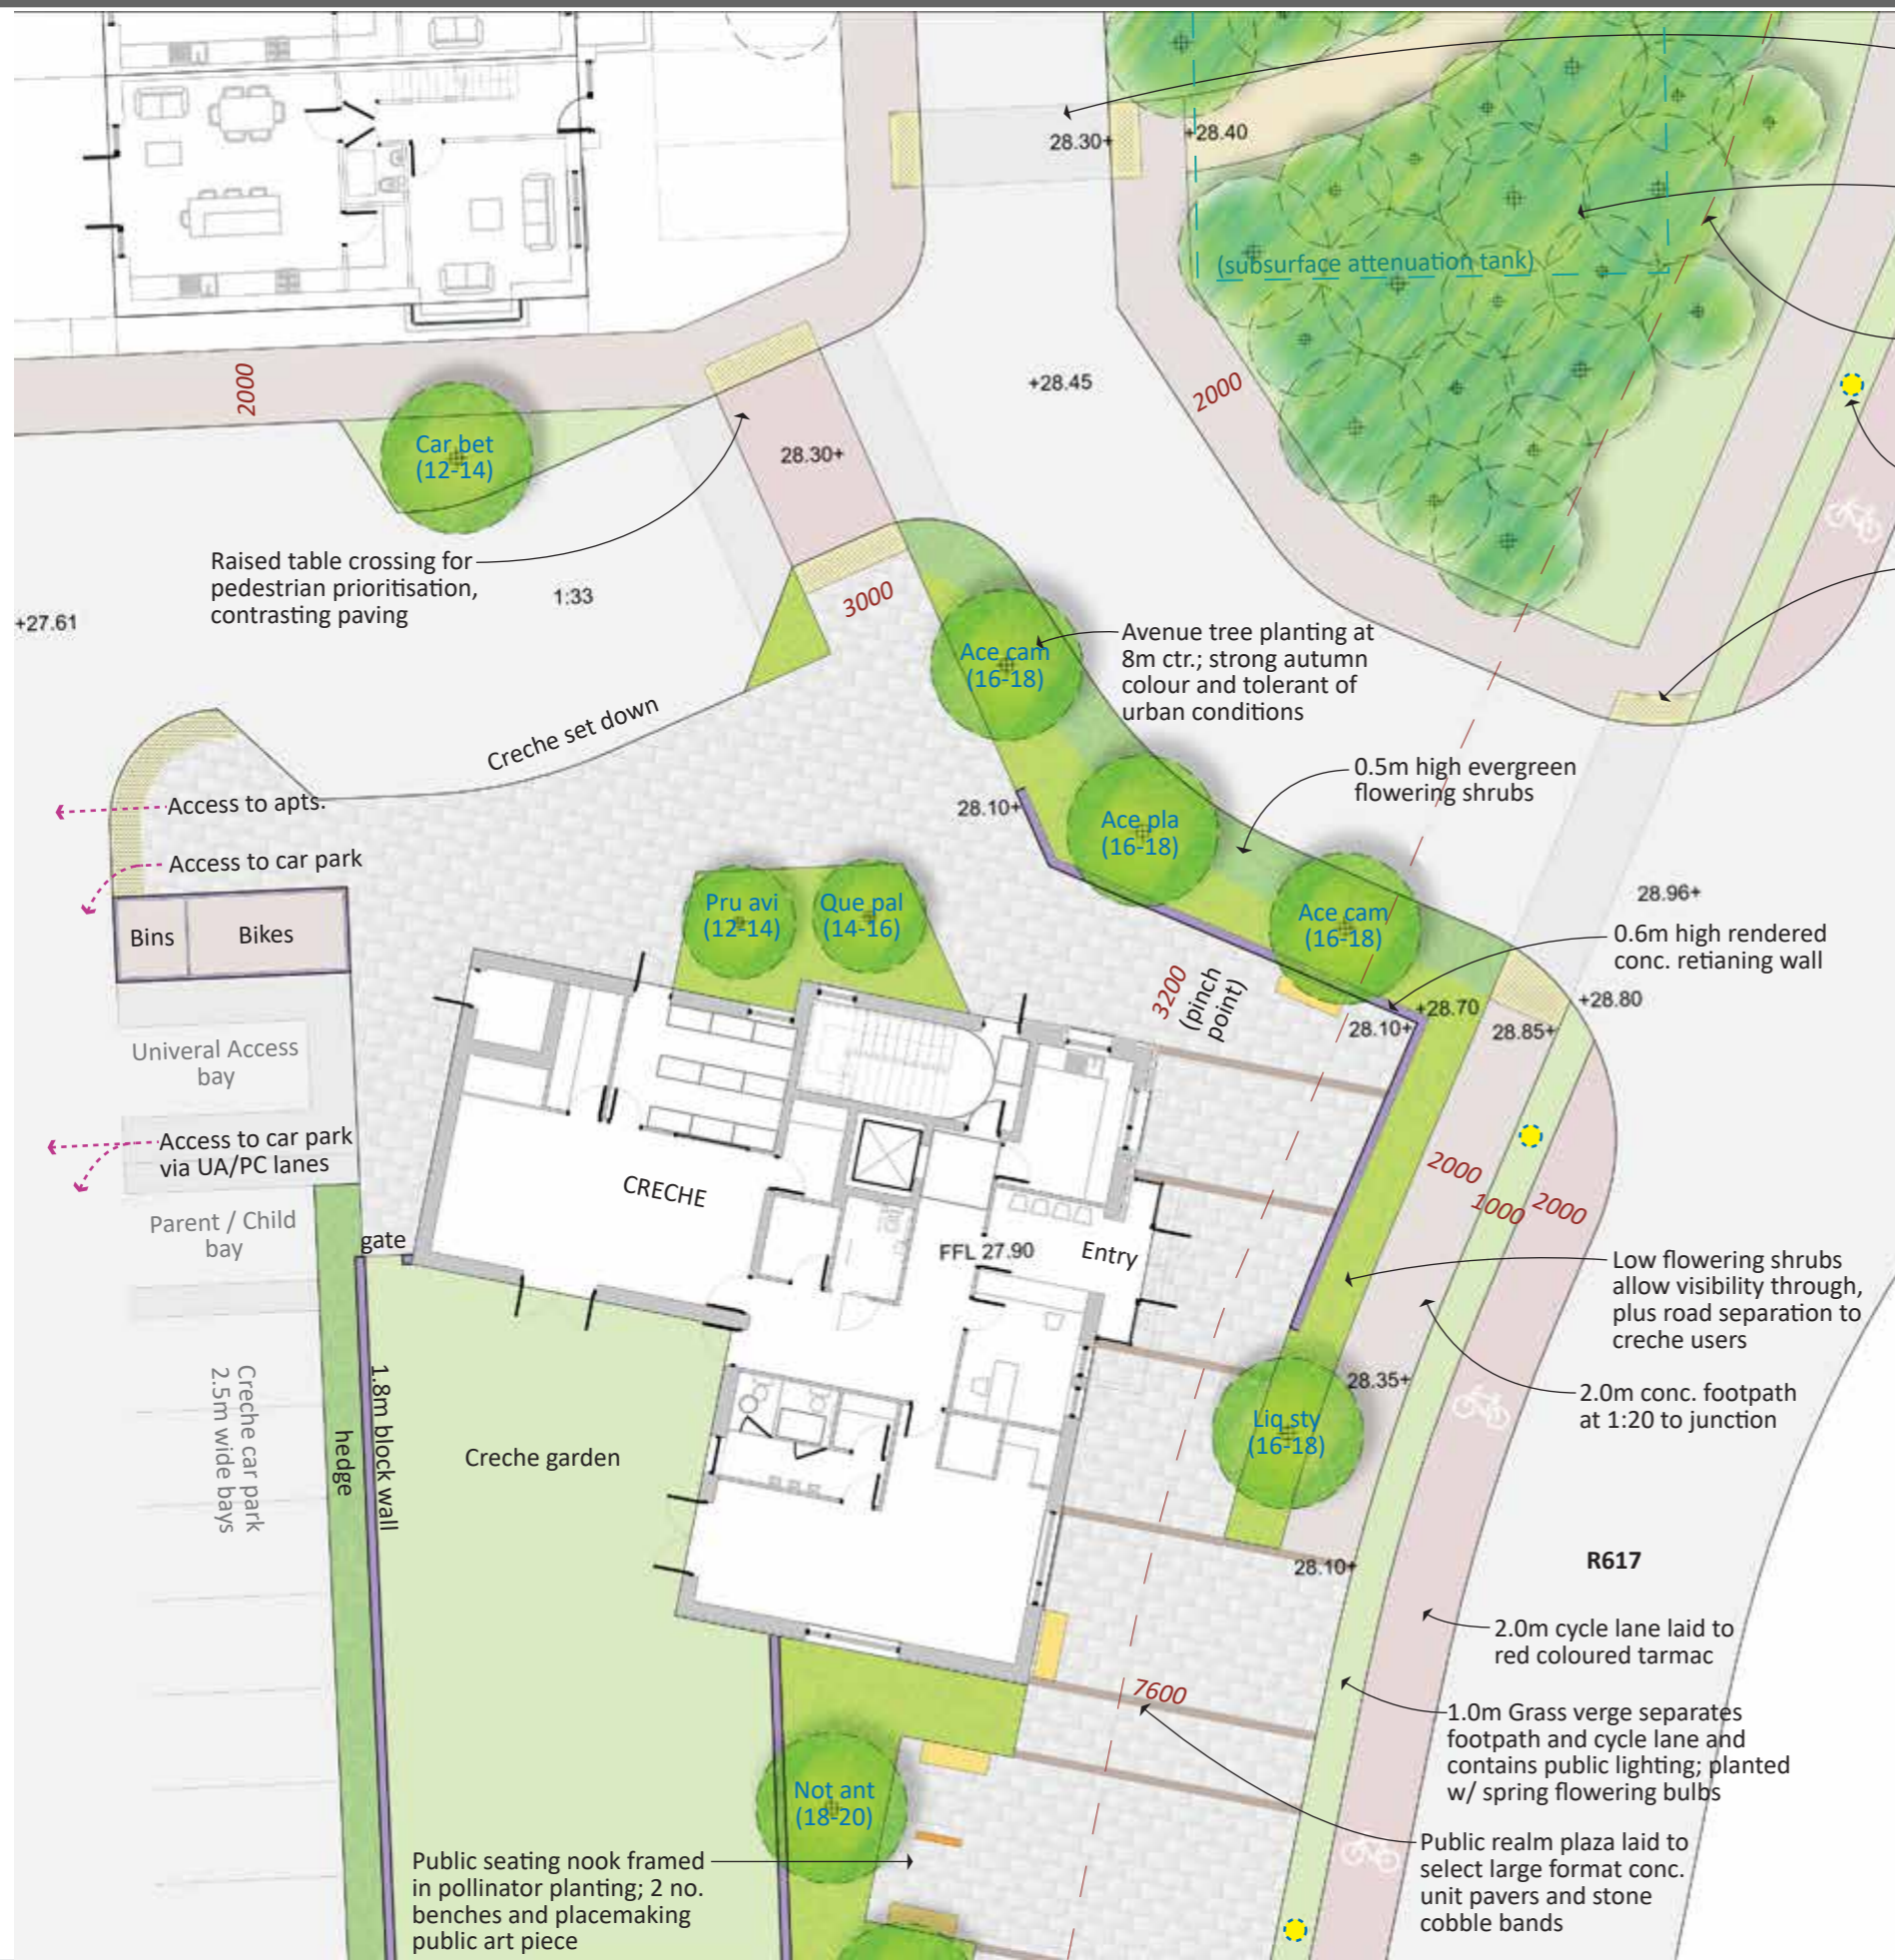 28.30+
+28.40
(subsurface attenuation tank)
2000
+28.45
2000
Car bet
(12-14)
28.30+
Raised table crossing for
pedestrian prioritisation,
contrasting paving
1:33
3000
+27.61
Ace cam
(16-18)
Avenue tree planting at
8m ctr.; strong autumn
colour and tolerant of
urban conditions
Creche set down
0.5m high evergreen
flowering shrubs
Access to apts.
28.10+
Ace pla
(16-18)
Access to car park
28.96+
Pru avi
(12-14)
Que pal
(14-16)
Ace cam
(16-18)
Bins
Bikes
0.6m high rendered
conc. retianing wall
3200
(pinch
point)
+28.70
+28.80
28.10+
28.85+
Univeral Access
bay
Access to car park
via UA/PC lanes
2000
1000
2000
CRECHE
Parent / Child
bay
gate
FFL 27.90
Entry
Low flowering shrubs
allow visibility through,
plus road separation to
creche users
28.35+
2.0m conc. footpath
at 1:20 to junction
Creche car park
2.5m wide bays
hedge
1.8m block wall
Creche garden
Liq sty
(16-18)
28.10+
R617
2.0m cycle lane laid to
red coloured tarmac
7600
1.0m Grass verge separates
footpath and cycle lane and
contains public lighting; planted
w/ spring flowering bulbs
Not ant
(18-20)
Public seating nook framed
in pollinator planting; 2 no.
benches and placemaking
public art piece
Public realm plaza laid to
select large format conc.
unit pavers and stone
cobble bands